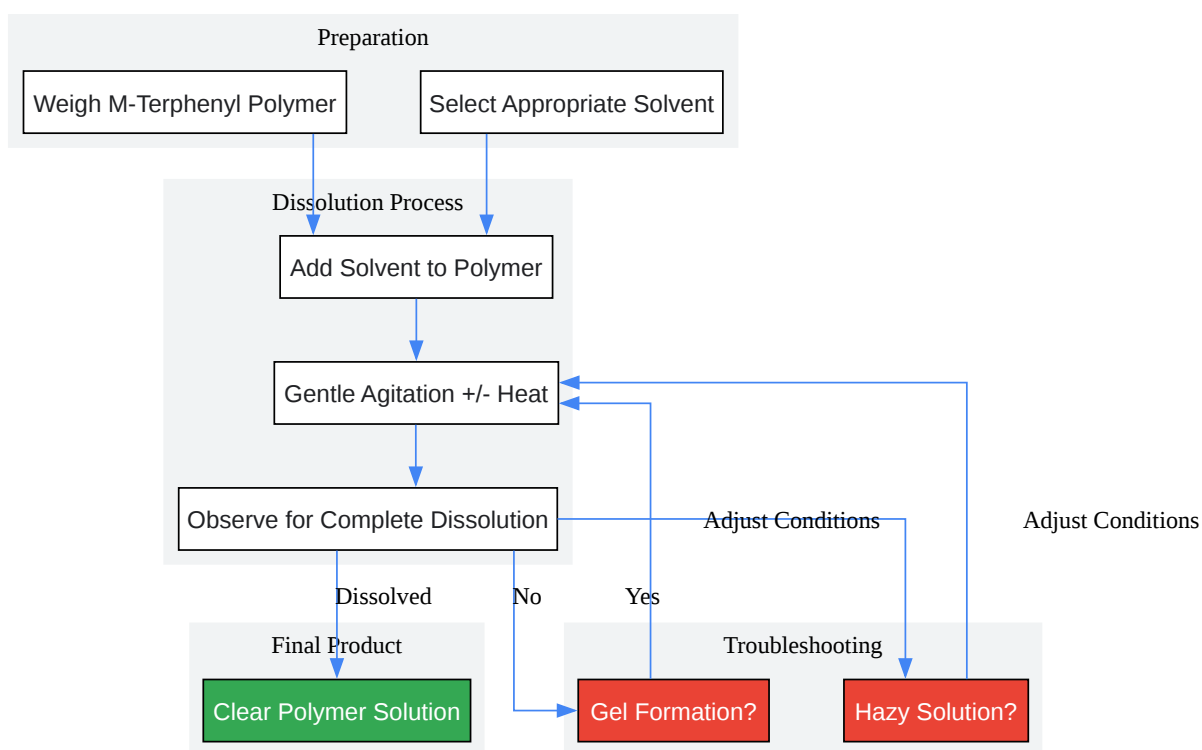 Preparation
Weigh M-Terphenyl Polymer
Select Appropriate Solvent
Dissolution Process
Add Solvent to Polymer
Gentle Agitation +/- Heat
Observe for Complete Dissolution
Adjust Conditions
Adjust Conditions
Dissolved
No
Yes
Final Product
Troubleshooting
Clear Polymer Solution
Gel Formation?
Hazy Solution?